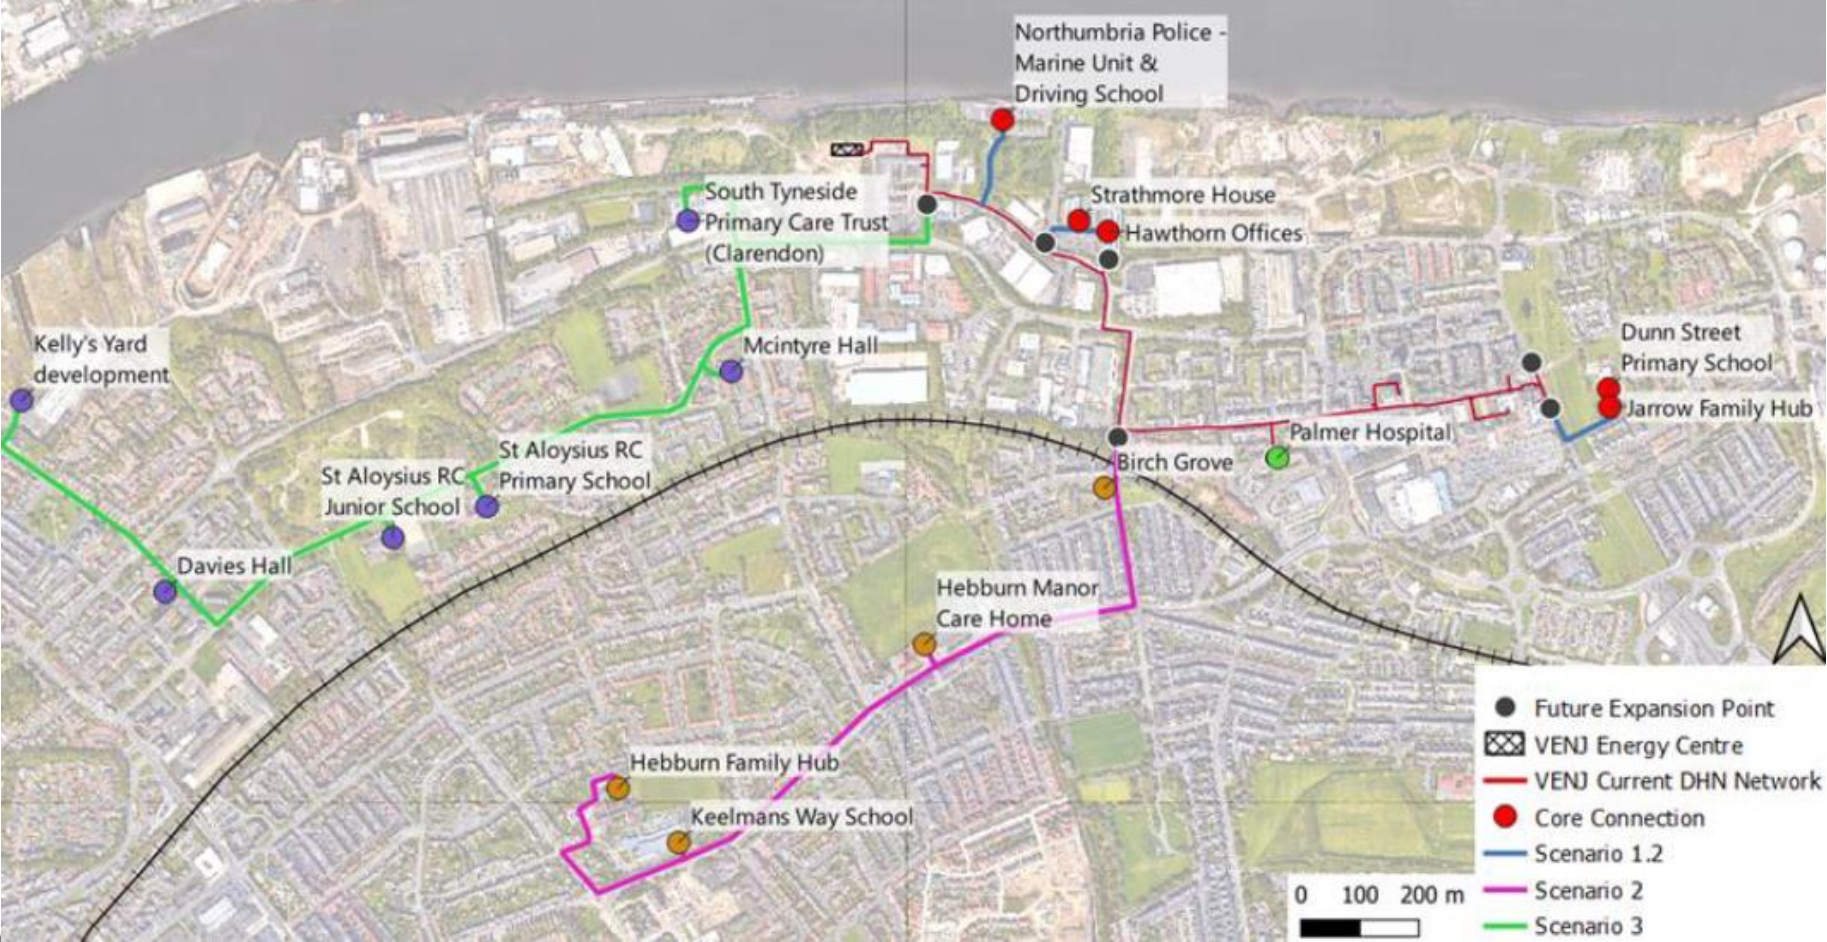 Northumbria Police -
Marine Unit &
Driving School
South Tyneside
Primary Care Trust
(Clarendon)
Strathmore House
Hawthorn Offices
Kelly's Yard
development
Mcintyre Hall
Dunn Street
Primary School
Jarrow Family Hub
Palmer Hospital
Birch Grove
St Aloysius RC
Primary School
St Aloysius RC
Junior School
Davies Hall
Hebburn Manor
Care Home
Hebburn Family Hub
Keelmans Way School
Future Expansion Point
VENJ Energy Centre
VENJ Current DHN Network
Core Connection
Scenario 1.2
Scenario 2
Scenario 3
0 100 200 m